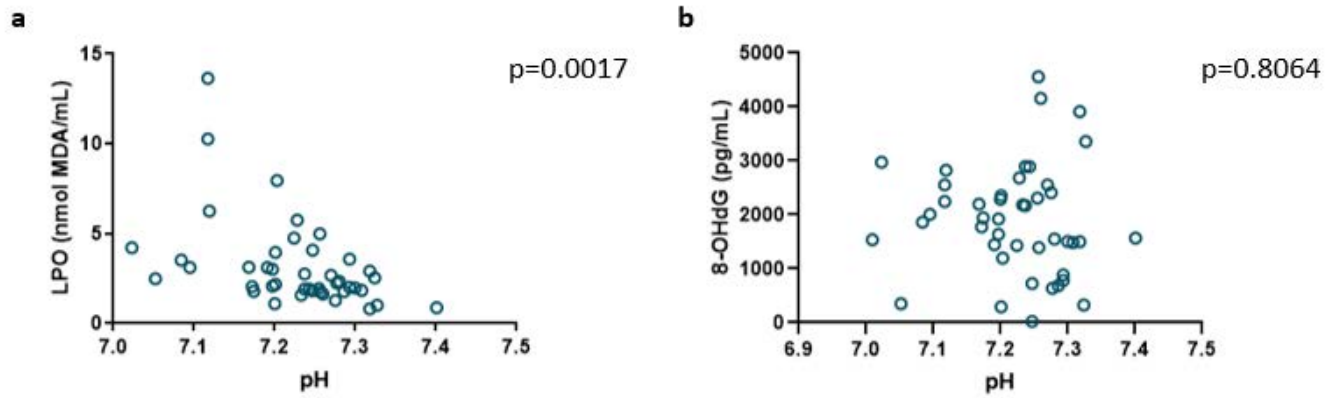 a
p=0.0017
LPO (nmol MDA/mL)
15
10
5
0
7.0 7.1 7.2 7.3 7.4 7.5
pH
b
p=0.8064
8-OHdG (pg/mL)
5000
4000
3000
2000
1000
0
6.9 7.0 7.1 7.2 7.3 7.4 7.5
pH